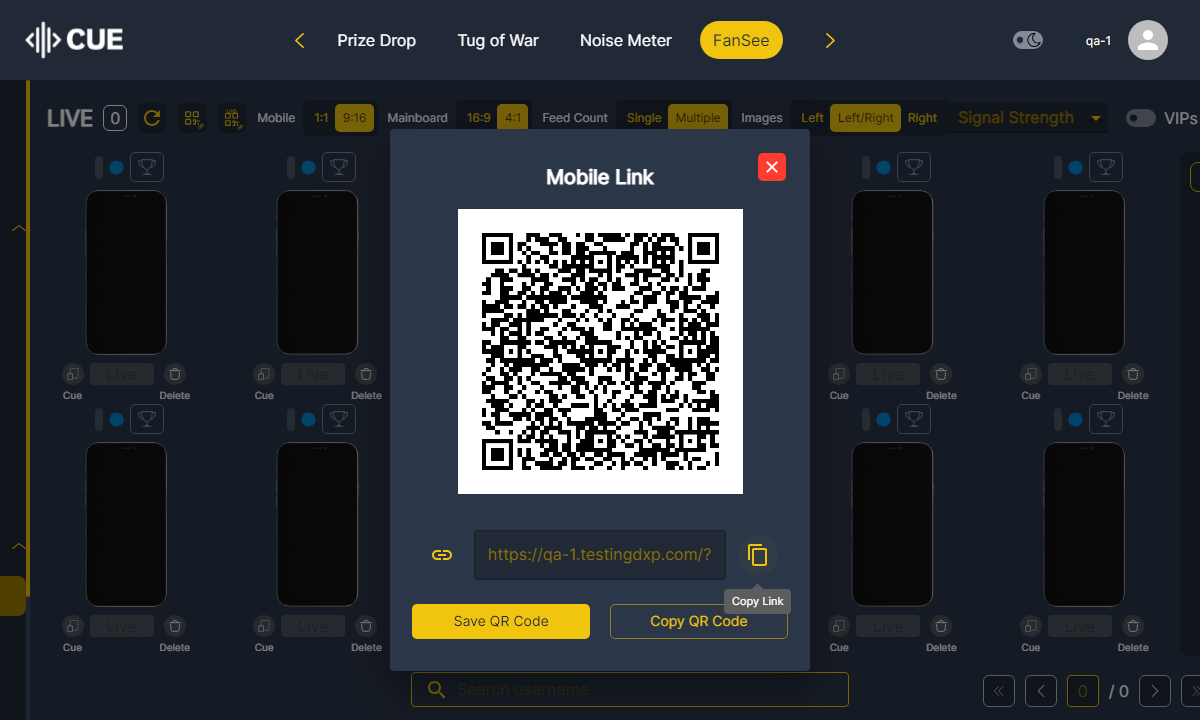 CUE
Prize Drop
Tug of War
Noise Meter
FanSee
qa-1
LIVE 0
Mobile 1:1 9:16
Mainboard 16:9 4:1
Feed Count Single Multiple
Images Left Left/Right Right
Signal Strength
VIPs
Mobile Link
Live Live Live Live
Cue Delete Cue Delete Cue Delete Cue Delete
https://qa-1.testingdxp.com/?
Copy Link
Save QR Code
Copy QR Code
Live Live Live Live
Cue Delete Cue Delete Cue Delete Cue Delete
Search username
0 / 0